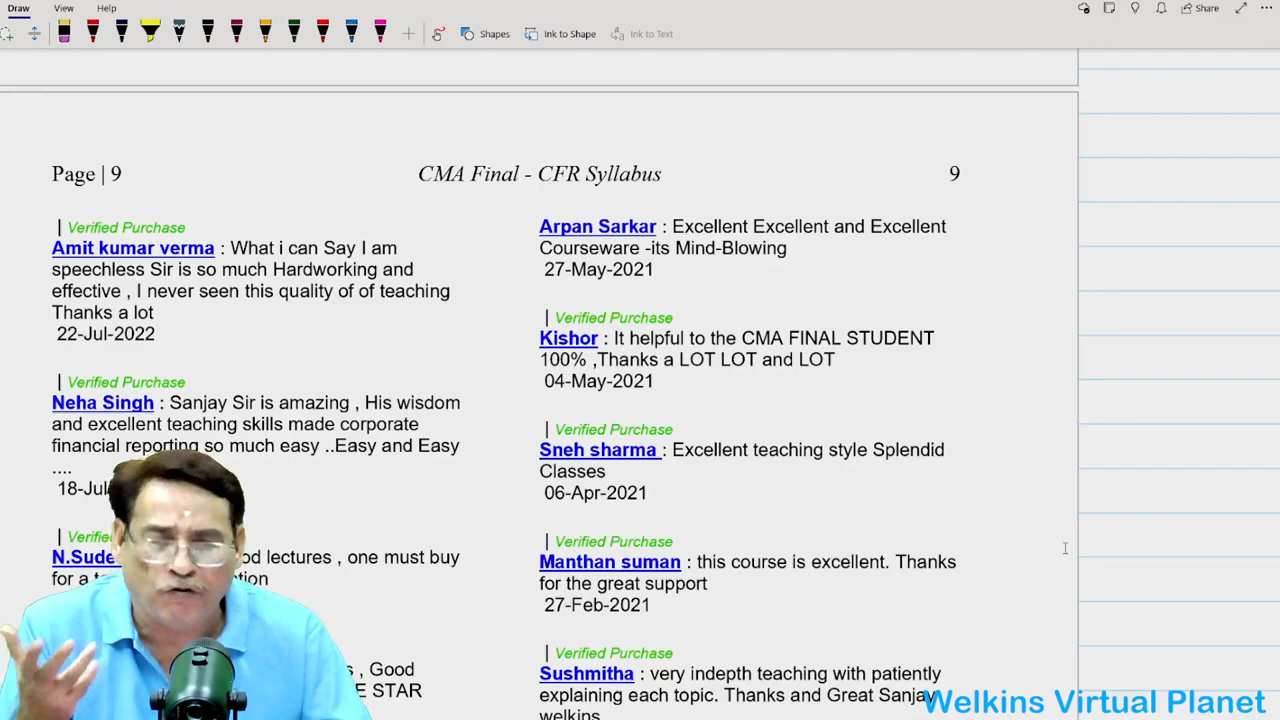 Draw View Help
Share
Shapes Ink to Shape Ink to Text
Page | 9 CMA Final - CFR Syllabus 9
| Verified Purchase
Amit kumar verma : What i can Say I am
speechless Sir is so much Hardworking and
effective , I never seen this quality of of teaching
Thanks a lot
22-Jul-2022
| Verified Purchase
Neha Singh : Sanjay Sir is amazing , His wisdom
and excellent teaching skills made corporate
financial reporting so much easy ..Easy and Easy
....
18-Jul
| Verified
N.Sude
lectures , one must buy
for a
, Good
STAR
Arpan Sarkar : Excellent Excellent and Excellent
Courseware -its Mind-Blowing
27-May-2021
| Verified Purchase
Kishor : It helpful to the CMA FINAL STUDENT
100% ,Thanks a LOT LOT and LOT
04-May-2021
| Verified Purchase
Sneh sharma : Excellent teaching style Splendid
Classes
06-Apr-2021
| Verified Purchase
Manthan suman : this course is excellent. Thanks
for the great support
27-Feb-2021
| Verified Purchase
Sushmitha : very indepth teaching with patiently
explaining each topic. Thanks and Great Sanjay
welkins
Welkins Virtual Planet